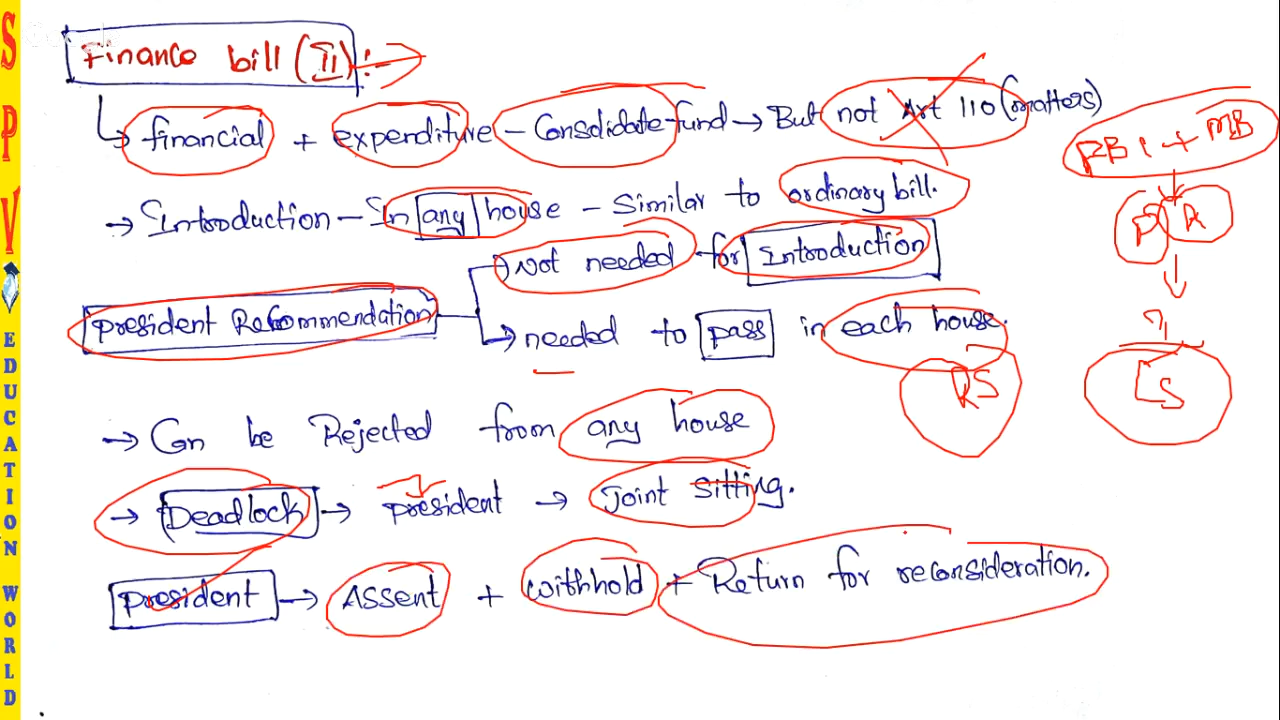 SPV EDUCATION WORLD
Finance bill (II) :→
↳ financial + expenditure – Consolidate fund → But not Art 110 (matters)
→ Introduction – In any house – Similar to ordinary bill.
President Recommendation → Not needed for Introduction
→ needed to pass in each house.
→ Can be Rejected from any house
→ Deadlock → president → Joint sitting.
president → Assent + withhold + Return for reconsideration.
FB 1 + MB
P R
LS
RS